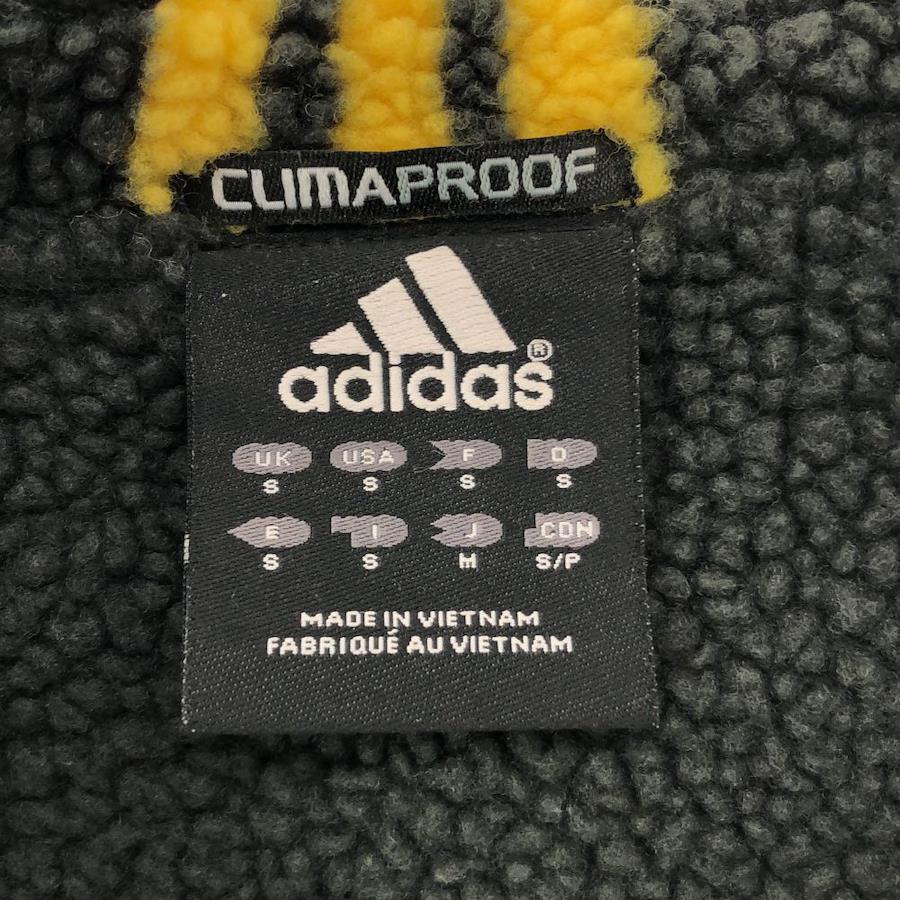 CLIMAPROOF
adidas®
UK USA F D
S S S S
E I J CDN
S S M S/P
MADE IN VIETNAM
FABRIQUÉ AU VIETNAM